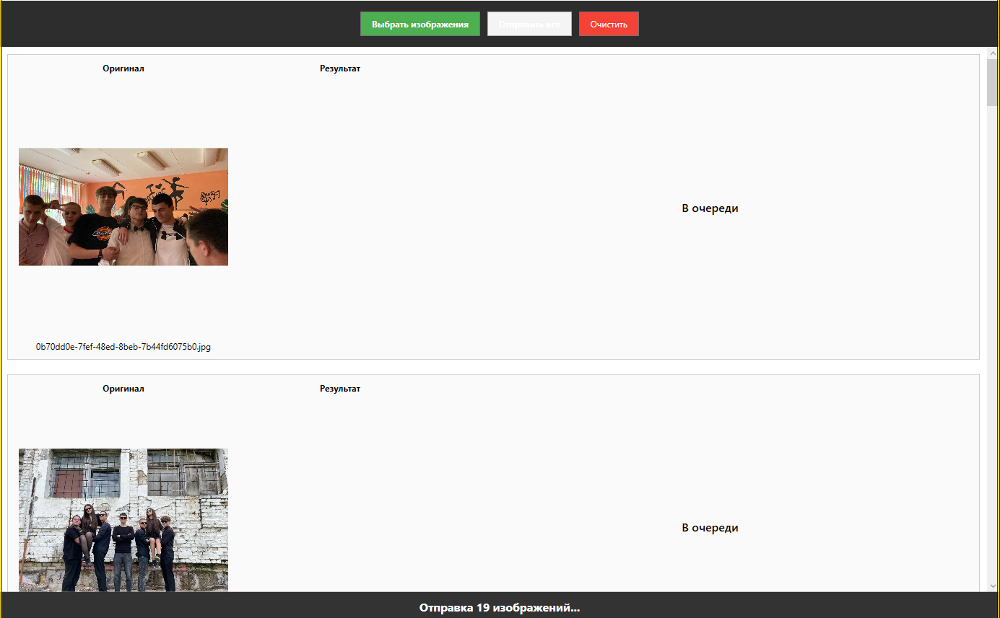 Выбрать изображения
Отправить все
Очистить
Оригинал
Результат
В очереди
0b70dd0e-7fef-48ed-8beb-7b44fd6075b0.jpg
Оригинал
Результат
В очереди
Отправка 19 изображений...